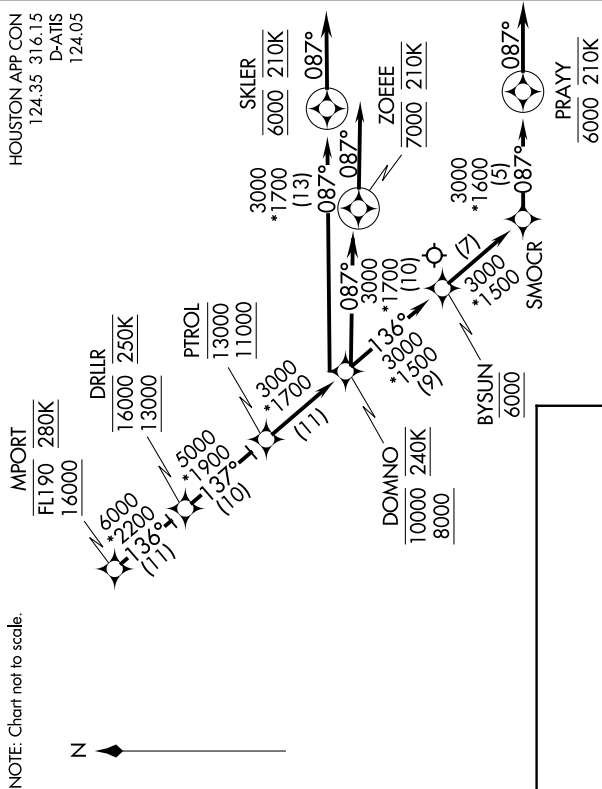 NOTE: Chart not to scale.
N
HOUSTON APP CON
124.35 316.15
D-ATIS
124.05
MPORT
FL190 280K
16000
6000
*2200
136°
(11)
DRLLR
16000 250K
13000
5000
*1900
137°
(10)
PTROL
13000
11000
3000
*1700
(11)
DOMNO
10000 240K
8000
3000
*1700
(13)
087°
SKLER
6000 210K
087°
087°
3000
*1700
(10)
ZOEEE
7000 210K
087°
136°
3000
*1500
(9)
BYSUN
6000
(7)
3000
*1500
SMOCR
3000
*1600
(5)
087°
PRAYY
6000 210K
087°